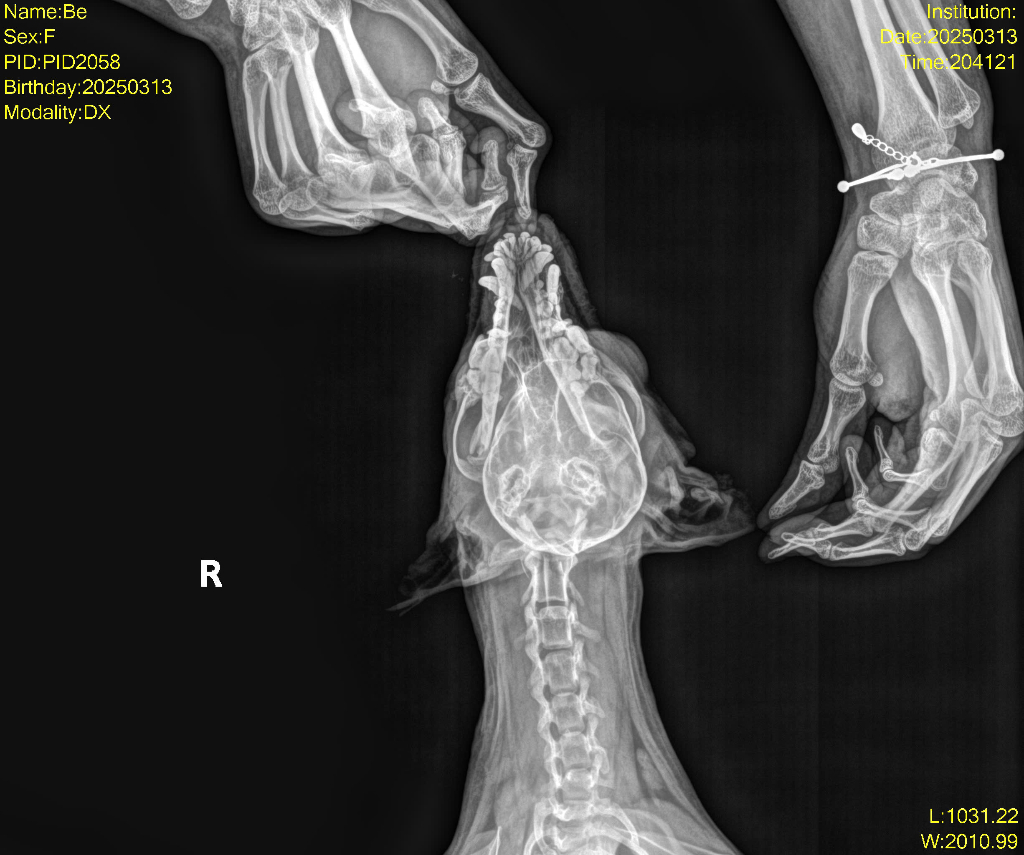 Name:Be
Sex:F
PID:PID2058
Birthday:20250313
Modality:DX
Institution:
Date:20250313
Time:204121
R
L:1031.22
W:2010.99